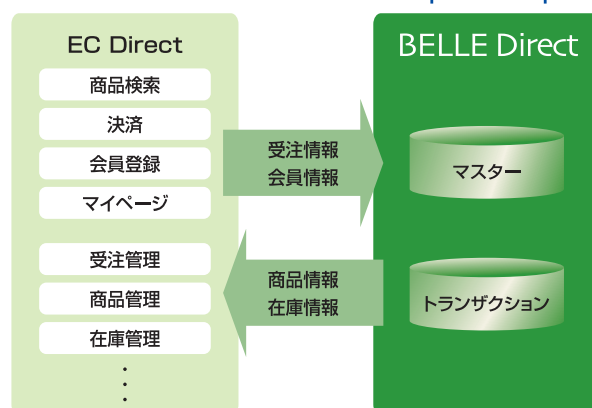 EC Direct
商品検索
決済
会員登録
マイページ
受注管理
商品管理
在庫管理
受注情報
会員情報
商品情報
在庫情報
BELLE Direct
マスター
トランザクション